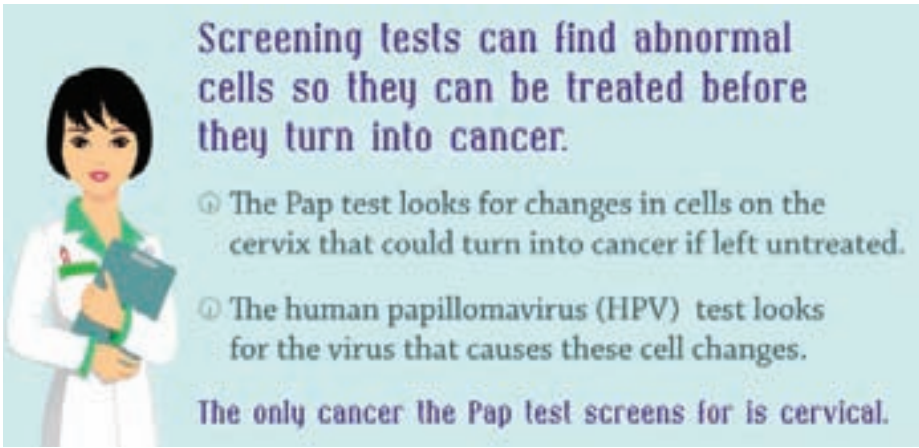 Screening tests can find abnormal
cells so they can be treated before
they turn into cancer.
The Pap test looks for changes in cells on the
cervix that could turn into cancer if left untreated.
The human papillomavirus (HPV) test looks
for the virus that causes these cell changes.
The only cancer the Pap test screens for is cervical.